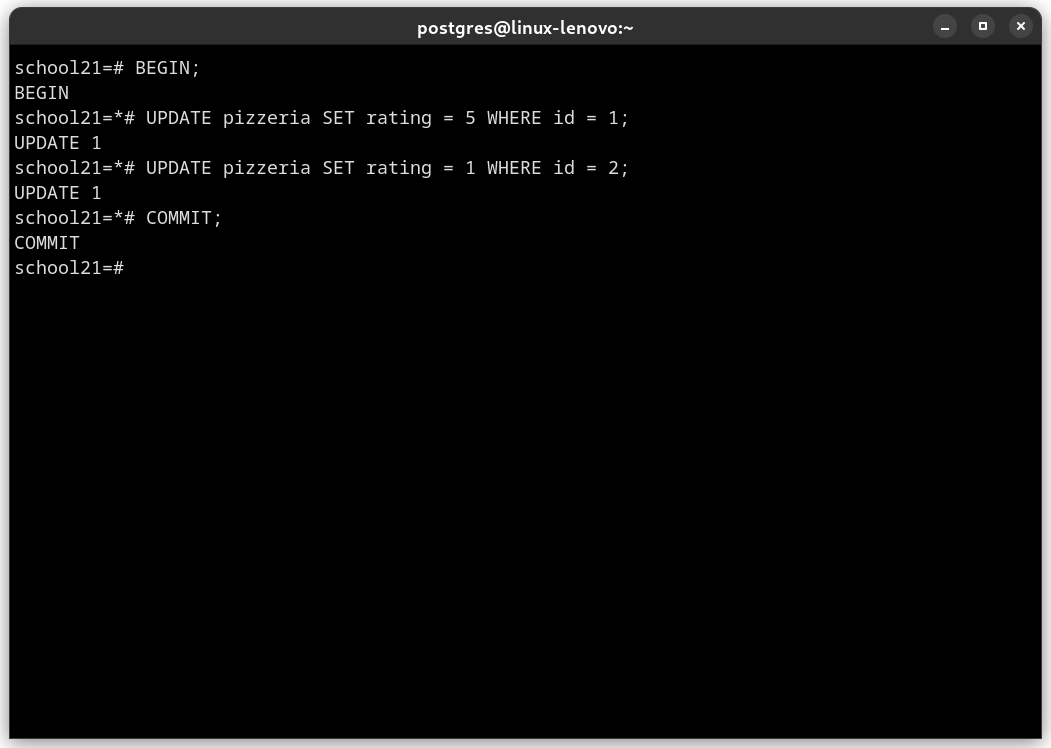 postgres@linux-lenovo:~
school21=# BEGIN;
BEGIN
school21=*# UPDATE pizzeria SET rating = 5 WHERE id = 1;
UPDATE 1
school21=*# UPDATE pizzeria SET rating = 1 WHERE id = 2;
UPDATE 1
school21=*# COMMIT;
COMMIT
school21=#